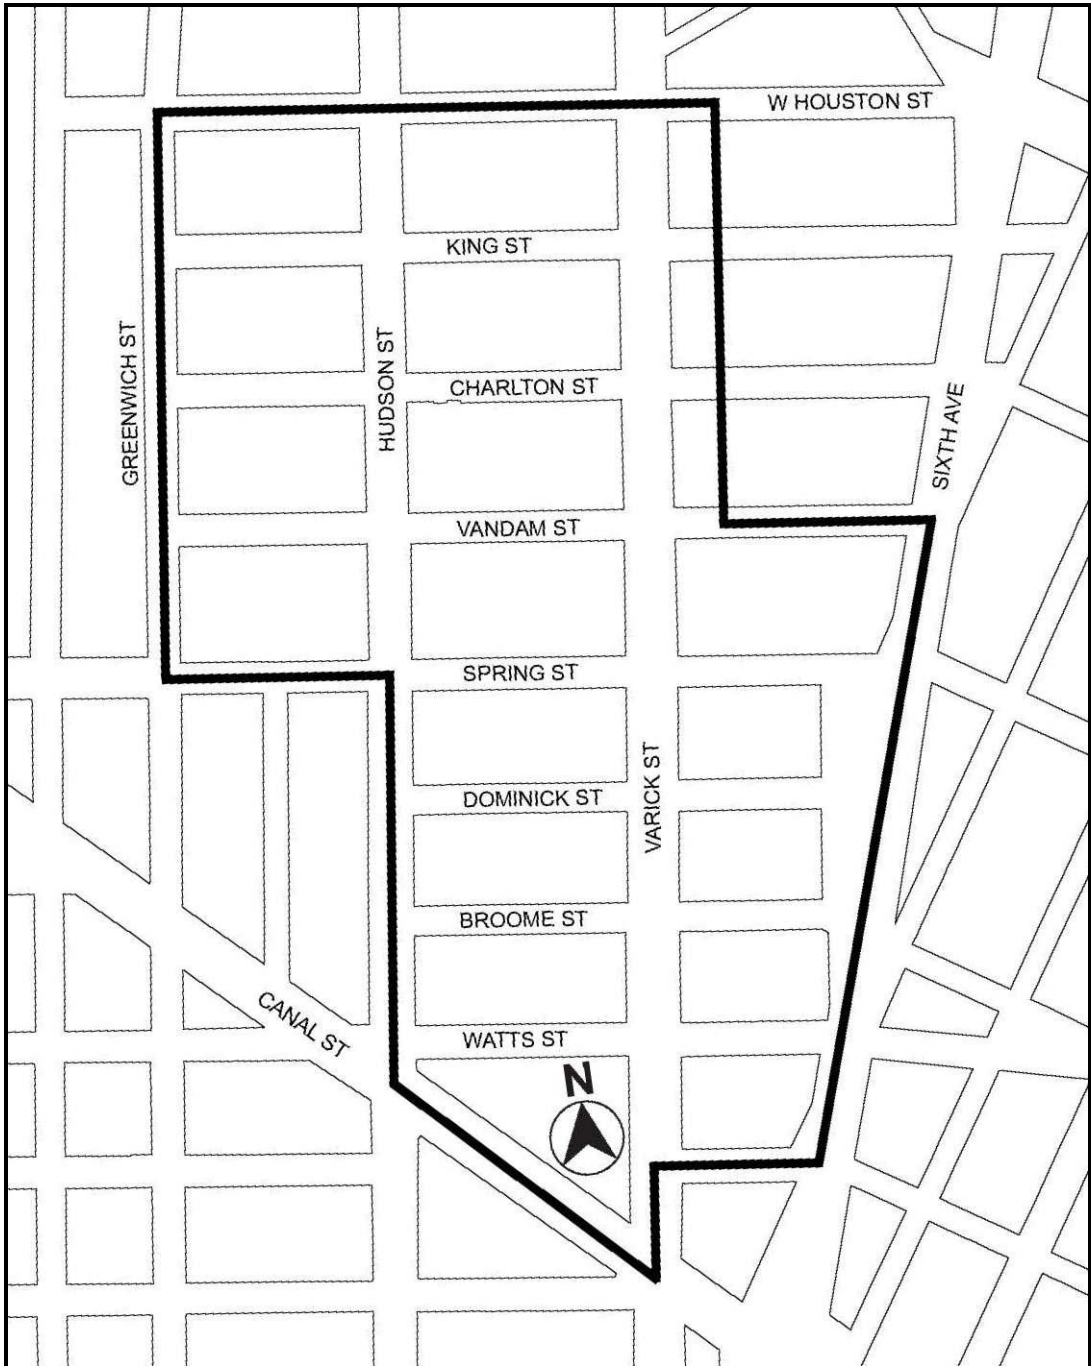 W HOUSTON ST
KING ST
GREENWICH ST
HUDSON ST
CHARLTON ST
SIXTH AVE
VANDAM ST
SPRING ST
VARICK ST
DOMINICK ST
BROOME ST
CANAL ST
WATTS ST
N